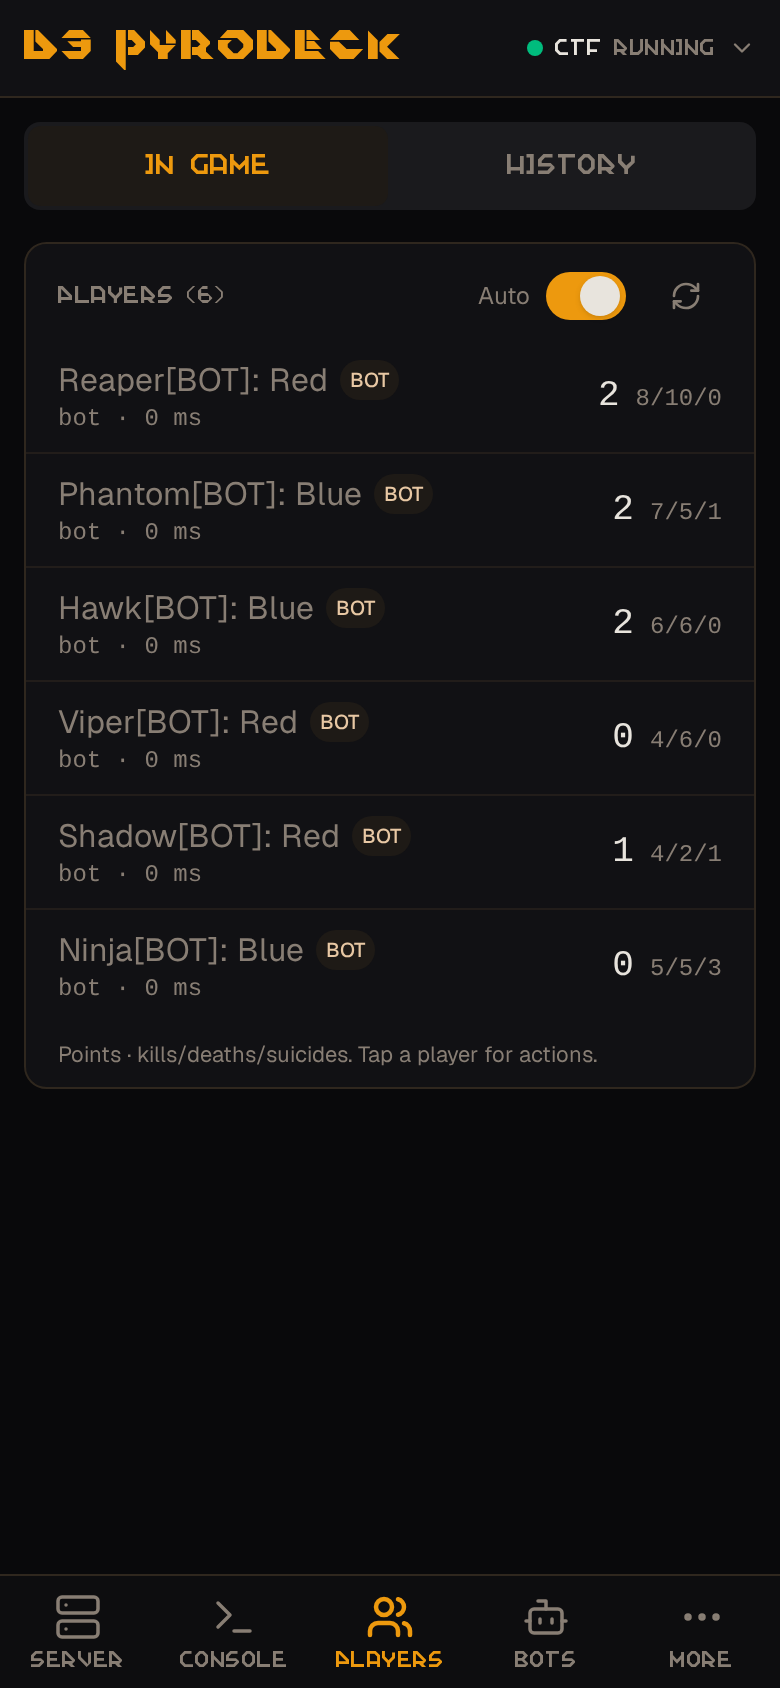 D3 PYRODECK
CTF RUNNING
IN GAME HISTORY
PLAYERS (6) Auto
Reaper[BOT]: Red BOT
bot · 0 ms
2 8/10/0
Phantom[BOT]: Blue BOT
bot · 0 ms
2 7/5/1
Hawk[BOT]: Blue BOT
bot · 0 ms
2 6/6/0
Viper[BOT]: Red BOT
bot · 0 ms
0 4/6/0
Shadow[BOT]: Red BOT
bot · 0 ms
1 4/2/1
Ninja[BOT]: Blue BOT
bot · 0 ms
0 5/5/3
Points · kills/deaths/suicides. Tap a player for actions.
SERVER CONSOLE PLAYERS BOTS MORE